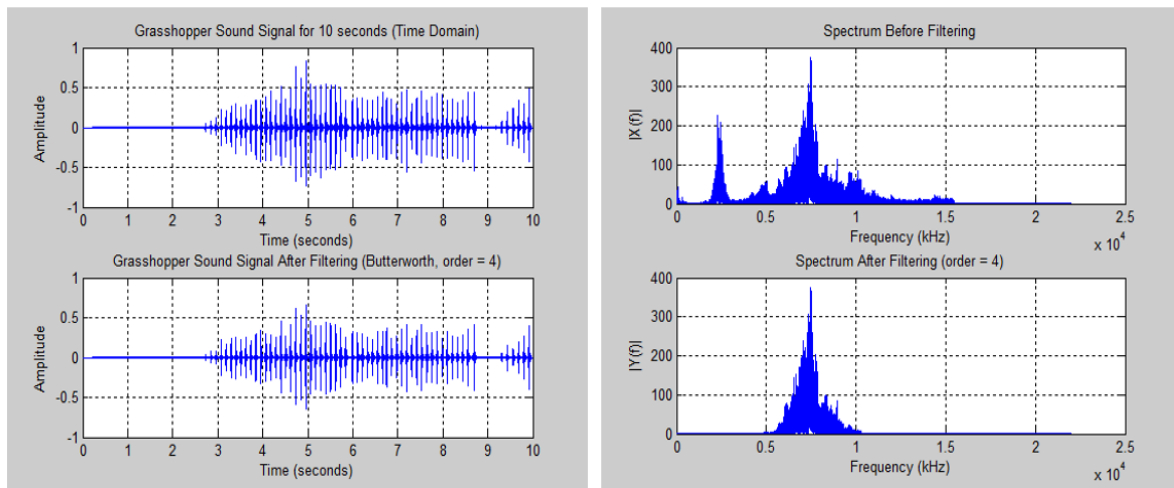 Grasshopper Sound Signal for 10 seconds (Time Domain)
1
0.5
0
-0.5
-1
Amplitude
0 1 2 3 4 5 6 7 8 9 10
Time (seconds)
Grasshopper Sound Signal After Filtering (Butterworth, order = 4)
1
0.5
0
-0.5
-1
Amplitude
0 1 2 3 4 5 6 7 8 9 10
Time (seconds)
Spectrum Before Filtering
400
300
200
100
0
|X(f)|
0 0.5 1 1.5 2 2.5
Frequency (kHz)
x 10^4
Spectrum After Filtering (order = 4)
400
300
200
100
0
|Y(f)|
0 0.5 1 1.5 2 2.5
Frequency (kHz)
x 10^4